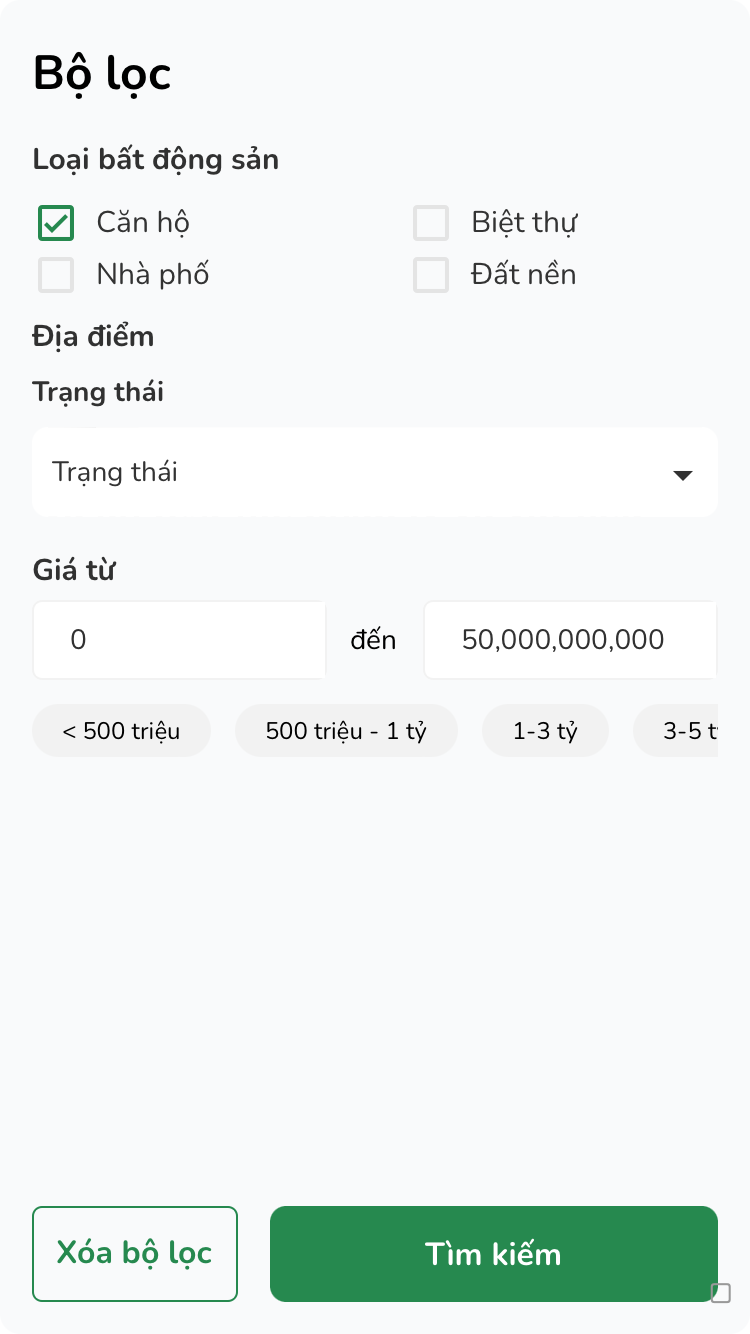 Bộ lọc
Loại bất động sản
Căn hộ
Biệt thự
Nhà phố
Đất nền
Địa điểm
Trạng thái
Trạng thái
Giá từ
0 đến 50,000,000,000
< 500 triệu 500 triệu - 1 tỷ 1-3 tỷ 3-5 t
Xóa bộ lọc Tìm kiếm